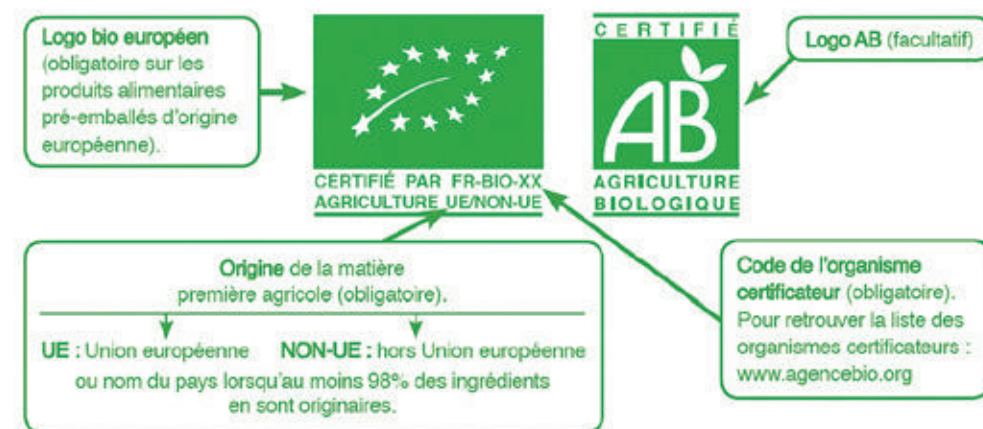 Logo bio européen
(obligatoire sur les
produits alimentaires
pré-emballés d'origine
européenne).
CERTIFIÉ PAR FR-BIO-XX
AGRICULTURE UE/NON-UE
CERTIFIÉ
AB
AGRICULTURE
BIOLOGIQUE
Logo AB (facultatif)
Origine de la matière
première agricole (obligatoire).
UE : Union européenne
NON-UE : hors Union européenne
ou nom du pays lorsqu'au moins 98% des ingrédients
en sont originaires.
Code de l'organisme
certificateur (obligatoire).
Pour retrouver la liste des
organismes certificateurs :
www.agencebio.org